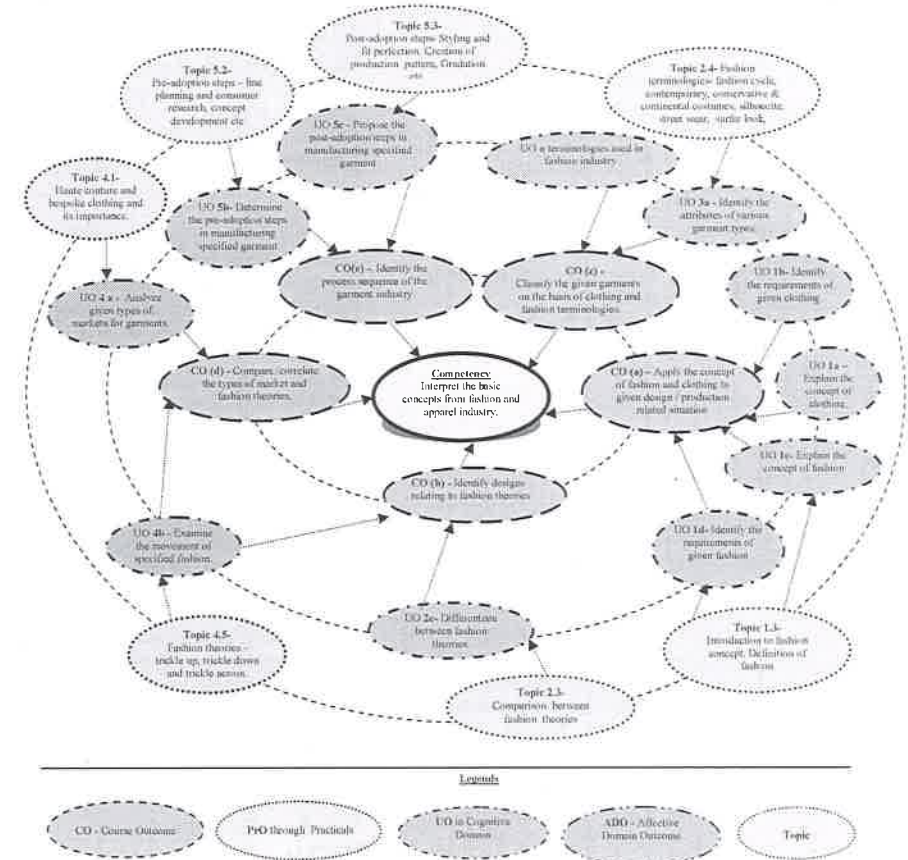 Topic 5.3-
Post-adoption steps- Styling and
fit perfection, Creation of
production pattern, Gradation
etc
Topic 5.2-
Pre-adoption steps – line
planning and consumer
research, concept
development etc
Topic 2.4- Fashion
terminologies- fashion cycle,
contemporary, conservative &
continental costumes, silhouette,
street wear, look,
UO 5c - Propose the
post-adoption steps in
manufacturing specified
garment
UO terminologies used in
fashion industry
Topic 4.1-
Haute couture and
bespoke clothing and
its importance.
UO 5b- Determine
the pre-adoption steps
in manufacturing
specified garment
UO 3a - Identify the
attributes of various
garment types.
CO(e) – Identify the
process sequence of the
garment industry
CO (c) -
Classify the given garments
on the basis of clothing and
fashion terminologies.
UO 1b- Identify
the requirements of
given clothing
UO 4 a - Analyze
given types of
markets for garments.
CO (d) - Compare/correlate
the types of market and
fashion theories.
Competency
Interpret the basic
concepts from fashion and
apparel industry.
CO (a) – Apply the concept
of fashion and clothing to
given design / production
related situation
UO 1a –
Explain the
concept of
clothing.
UO 1c- Explain the
concept of fashion
CO (b) - Identify designs
relating to fashion theories
UO 4b- Examine
the movement of
specified fashion.
UO 1d- Identify the
requirements of
given fashion
UO 2c- Differentiate
between fashion
theories.
Topic 4.5-
Fashion theories –
trickle up, trickle down
and trickle across.
Topic 1.3-
Introduction to fashion
concept, Definition of
fashion
Topic 2.3-
Comparison between
fashion theories
Legends
CO - Course Outcome
PrO through Practicals
UO in Cognitive
Domain
ADO - Affective
Domain Outcome
Topic